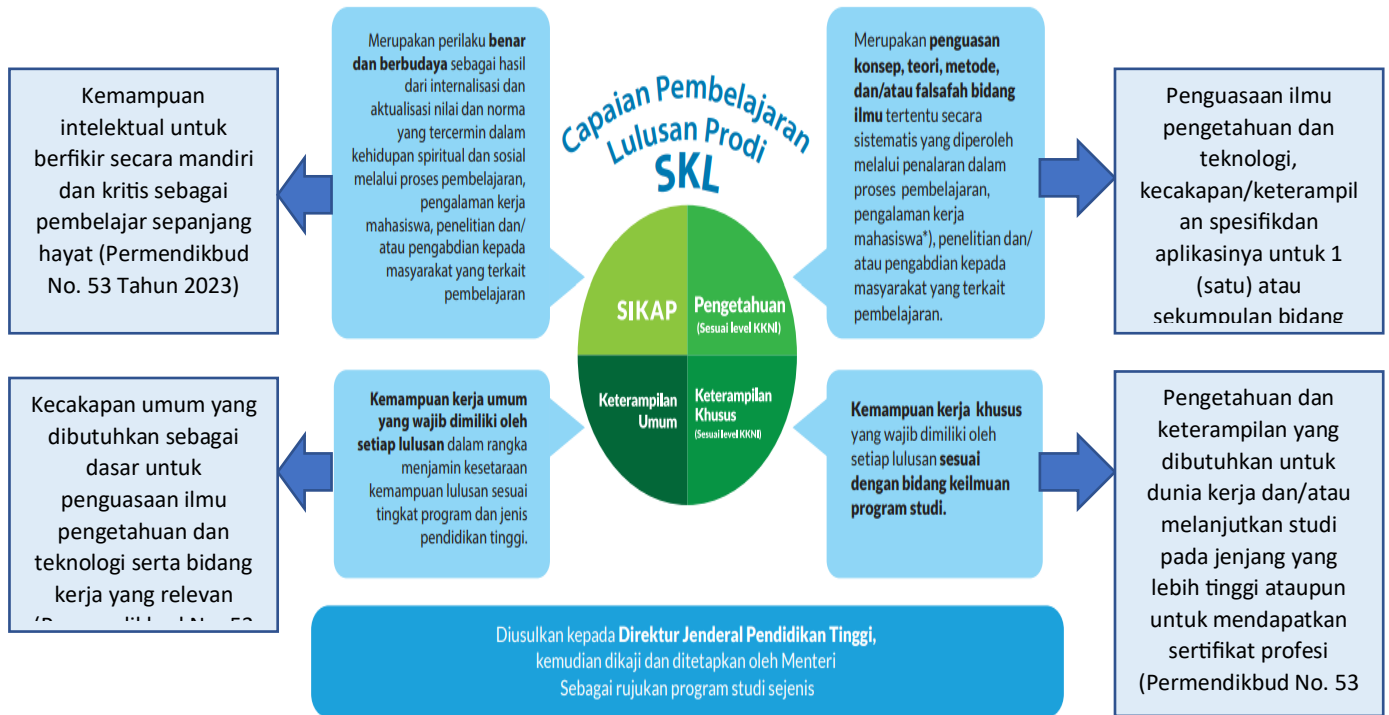 Kemampuan
intelektual untuk
berfikir secara mandiri
dan kritis sebagai
pembelajar sepanjang
hayat (Permendikbud
No. 53 Tahun 2023)
Merupakan perilaku benar
dan berbudaya sebagai hasil
dari internalisasi dan
aktualisasi nilai dan norma
yang tercermin dalam
kehidupan spiritual dan sosial
melalui proses pembelajaran,
pengalaman kerja
mahasiswa, penelitian dan/
atau pengabdian kepada
masyarakat yang terkait
pembelajaran
Capaian Pembelajaran
Lulusan Prodi
SKL
SIKAP
Pengetahuan
(Sesuai level KKNI)
Keterampilan
Umum
Keterampilan
Khusus
(Sesuai level KKNI)
Merupakan penguasan
konsep, teori, metode,
dan/atau falsafah bidang
ilmu tertentu secara
sistematis yang diperoleh
melalui penalaran dalam
proses pembelajaran,
pengalaman kerja
mahasiswa*), penelitian dan/
atau pengabdian kepada
masyarakat yang terkait
pembelajaran.
Penguasaan ilmu
pengetahuan dan
teknologi,
kecakapan/keterampil
an spesifikdan
aplikasinya untuk 1
(satu) atau
sekumpulan bidang
Kecakapan umum yang
dibutuhkan sebagai
dasar untuk
penguasaan ilmu
pengetahuan dan
teknologi serta bidang
kerja yang relevan
Kemampuan kerja umum
yang wajib dimiliki oleh
setiap lulusan dalam rangka
menjamin kesetaraan
kemampuan lulusan sesuai
tingkat program dan jenis
pendidikan tinggi.
Kemampuan kerja khusus
yang wajib dimiliki oleh
setiap lulusan sesuai
dengan bidang keilmuan
program studi.
Pengetahuan dan
keterampilan yang
dibutuhkan untuk
dunia kerja dan/atau
melanjutkan studi
pada jenjang yang
lebih tinggi ataupun
untuk mendapatkan
sertifikat profesi
(Permendikbud No. 53
Diusulkan kepada Direktur Jenderal Pendidikan Tinggi,
kemudian dikaji dan ditetapkan oleh Menteri
Sebagai rujukan program studi sejenis